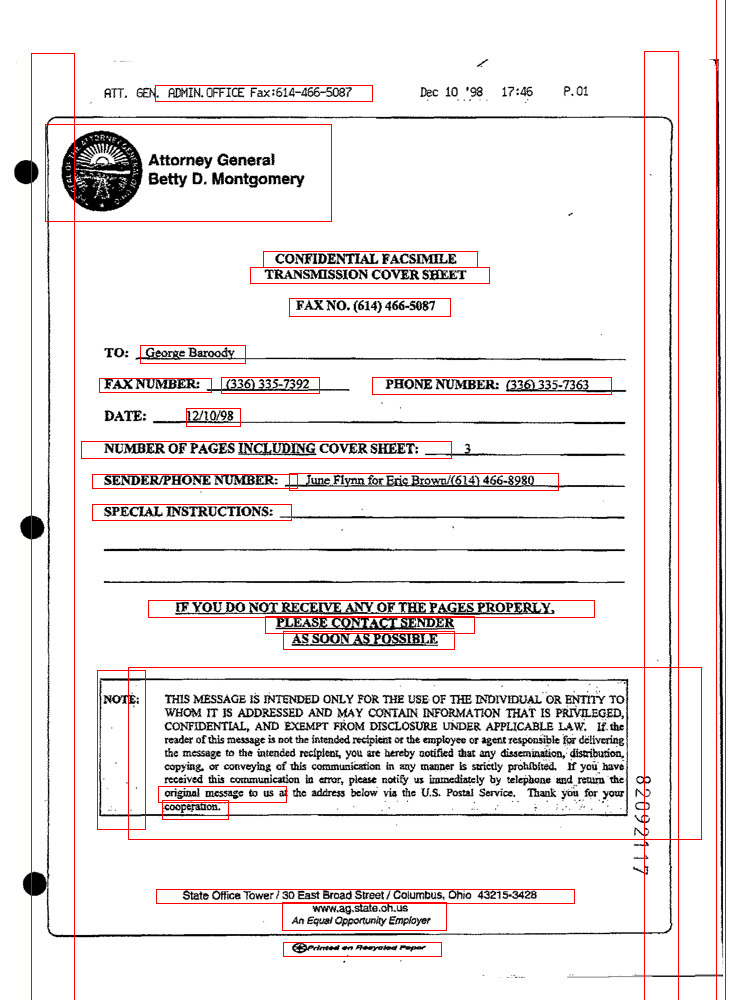 ATT. GEN. ADMIN.OFFICE Fax:614-466-5087 Dec 10 '98 17:46 P.01
Attorney General
Betty D. Montgomery
CONFIDENTIAL FACSIMILE
TRANSMISSION COVER SHEET
FAX NO. (614) 466-5087
TO: George Baroody
FAX NUMBER: (336) 335-7392 PHONE NUMBER: (336) 335-7363
DATE: 12/10/98
NUMBER OF PAGES INCLUDING COVER SHEET: 3
SENDER/PHONE NUMBER: June Flynn for Eric Brown/(614) 466-8980
SPECIAL INSTRUCTIONS:
IF YOU DO NOT RECEIVE ANY OF THE PAGES PROPERLY,
PLEASE CONTACT SENDER
AS SOON AS POSSIBLE
NOTE: THIS MESSAGE IS INTENDED ONLY FOR THE USE OF THE INDIVIDUAL OR ENTITY TO
WHOM IT IS ADDRESSED AND MAY CONTAIN INFORMATION THAT IS PRIVILEGED,
CONFIDENTIAL, AND EXEMPT FROM DISCLOSURE UNDER APPLICABLE LAW. If the
reader of this message is not the intended recipient or the employee or agent responsible for delivering
the message to the intended recipient, you are hereby notified that any dissemination, distribution,
copying, or conveying of this communication in any manner is strictly prohibited. If you have
received this communication in error, please notify us immediately by telephone and return the
original message to us at the address below via the U.S. Postal Service. Thank you for your
cooperation.
82092117
State Office Tower / 30 East Broad Street / Columbus, Ohio 43215-3428
www.ag.state.oh.us
An Equal Opportunity Employer
Printed on Recycled Paper